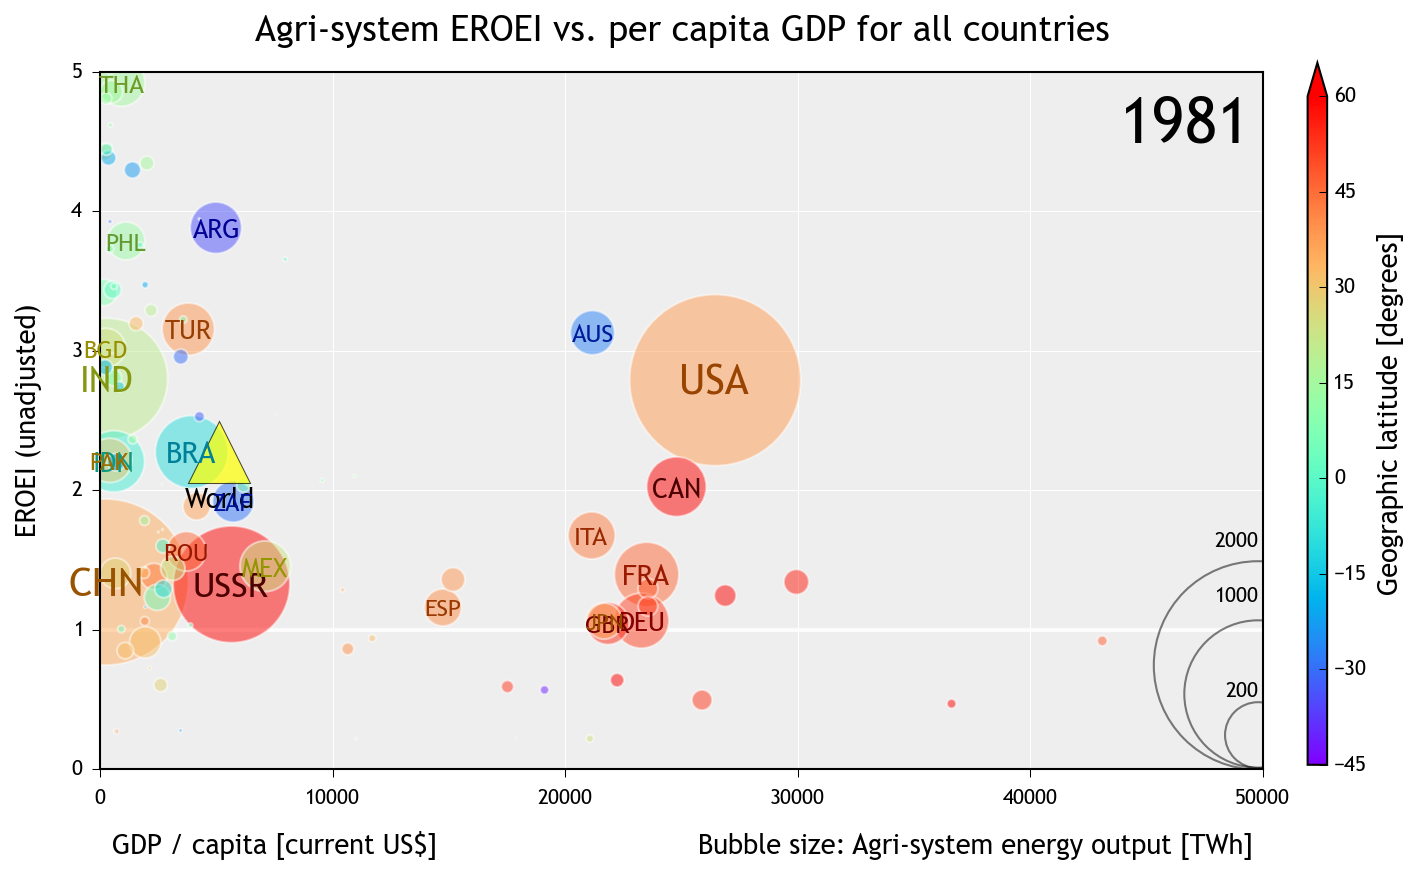 Agri-system EROEI vs. per capita GDP for all countries
1981
EROEI (unadjusted)
5
4
3
2
1
0
THA
ARG
PHL
TUR
AUS
BGD
IND
USA
BRA
PAK
IDN
CAN
World
ZAF
ITA
ROU
MEX
FRA
CHN
USSR
ESP
JPN
GBR
DEU
2000
1000
200
0
10000
20000
30000
40000
50000
GDP / capita [current US$]
Bubble size: Agri-system energy output [TWh]
60
45
30
15
0
−15
−30
−45
Geographic latitude [degrees]